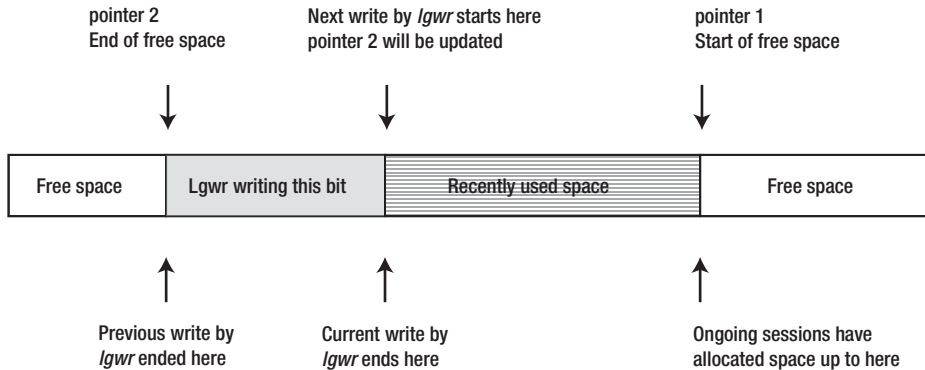 pointer 2
End of free space
Next write by lgwr starts here
pointer 2 will be updated
pointer 1
Start of free space
Free space
Lgwr writing this bit
Recently used space
Free space
Previous write by
lgwr ended here
Current write by
lgwr ends here
Ongoing sessions have
allocated space up to here